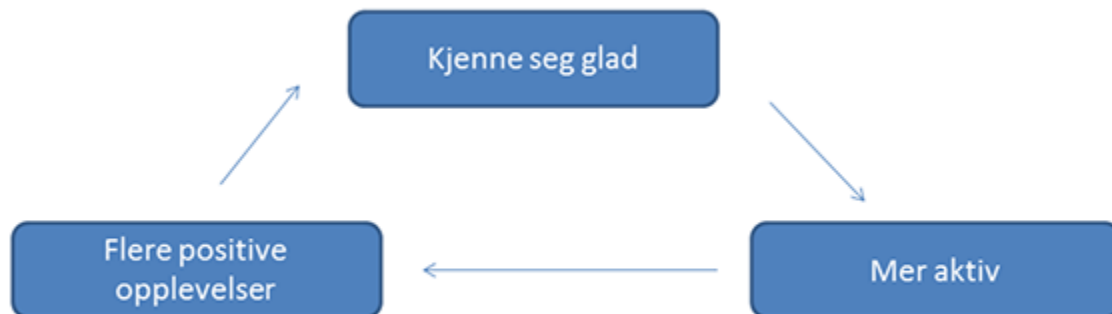 Kjenne seg glad
Flere positive
opplevelser
Mer aktiv